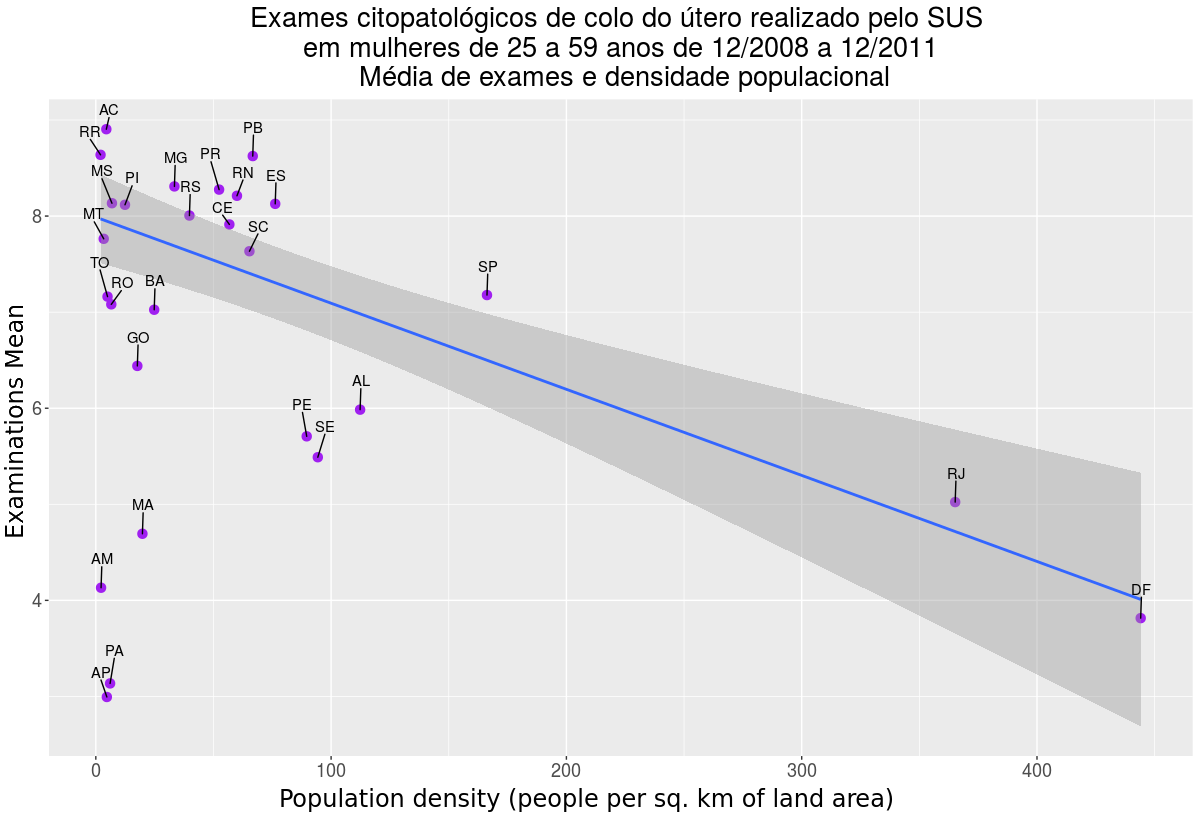 Exames citopatológicos de colo do útero realizado pelo SUS
em mulheres de 25 a 59 anos de 12/2008 a 12/2011
Média de exames e densidade populacional
AC
RR
PB
MG
PR
MS
PI
RN
ES
RS
CE
MT
SC
TO
SP
RO
BA
GO
AL
PE
SE
RJ
MA
AM
DF
PA
AP
8
6
4
Examinations Mean
0 100 200 300 400
Population density (people per sq. km of land area)